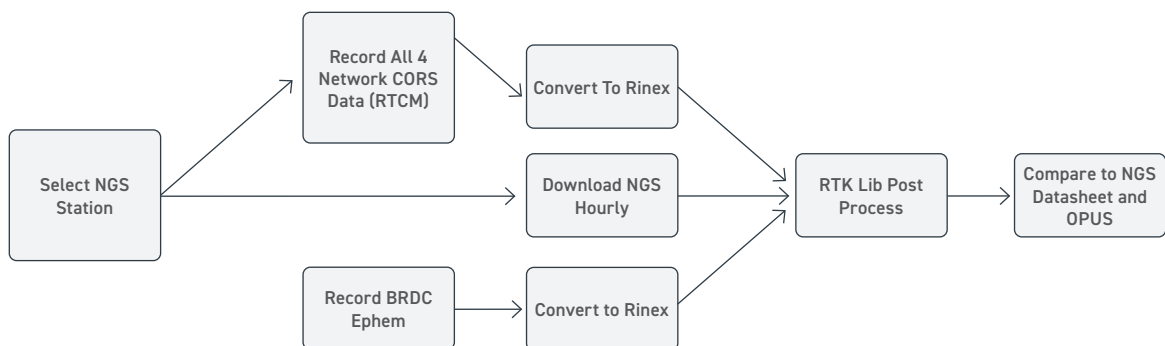 Select NGS
Station
Record All 4
Network CORS
Data (RTCM)
Convert To Rinex
Download NGS
Hourly
Record BRDC
Ephem
Convert to Rinex
RTK Lib Post
Process
Compare to NGS
Datasheet and
OPUS